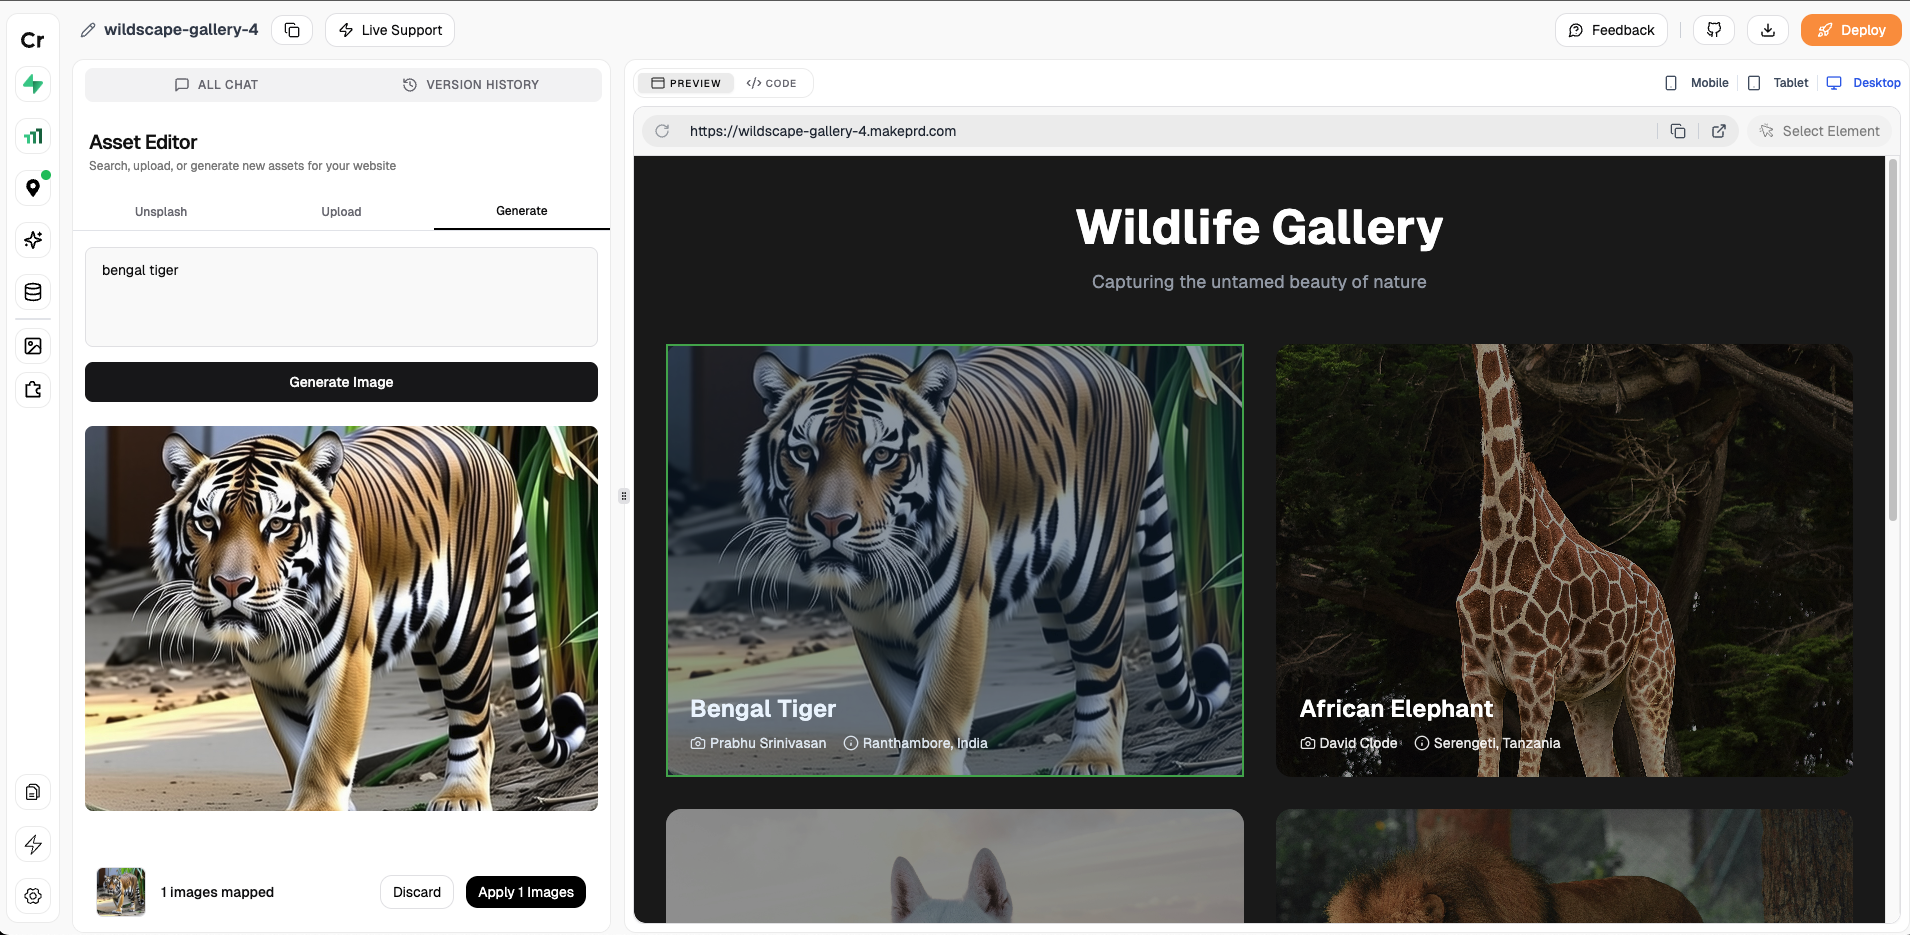 Cr
wildscape-gallery-4
Live Support
Feedback
Deploy
ALL CHAT
VERSION HISTORY
Asset Editor
Search, upload, or generate new assets for your website
Unsplash
Upload
Generate
bengal tiger
Generate Image
1 images mapped
Discard
Apply 1 Images
PREVIEW
CODE
Mobile
Tablet
Desktop
https://wildscape-gallery-4.makeprd.com
Select Element
Wildlife Gallery
Capturing the untamed beauty of nature
Bengal Tiger
Prabhu Srinivasan
Ranthambore, India
African Elephant
David Clode
Serengeti, Tanzania